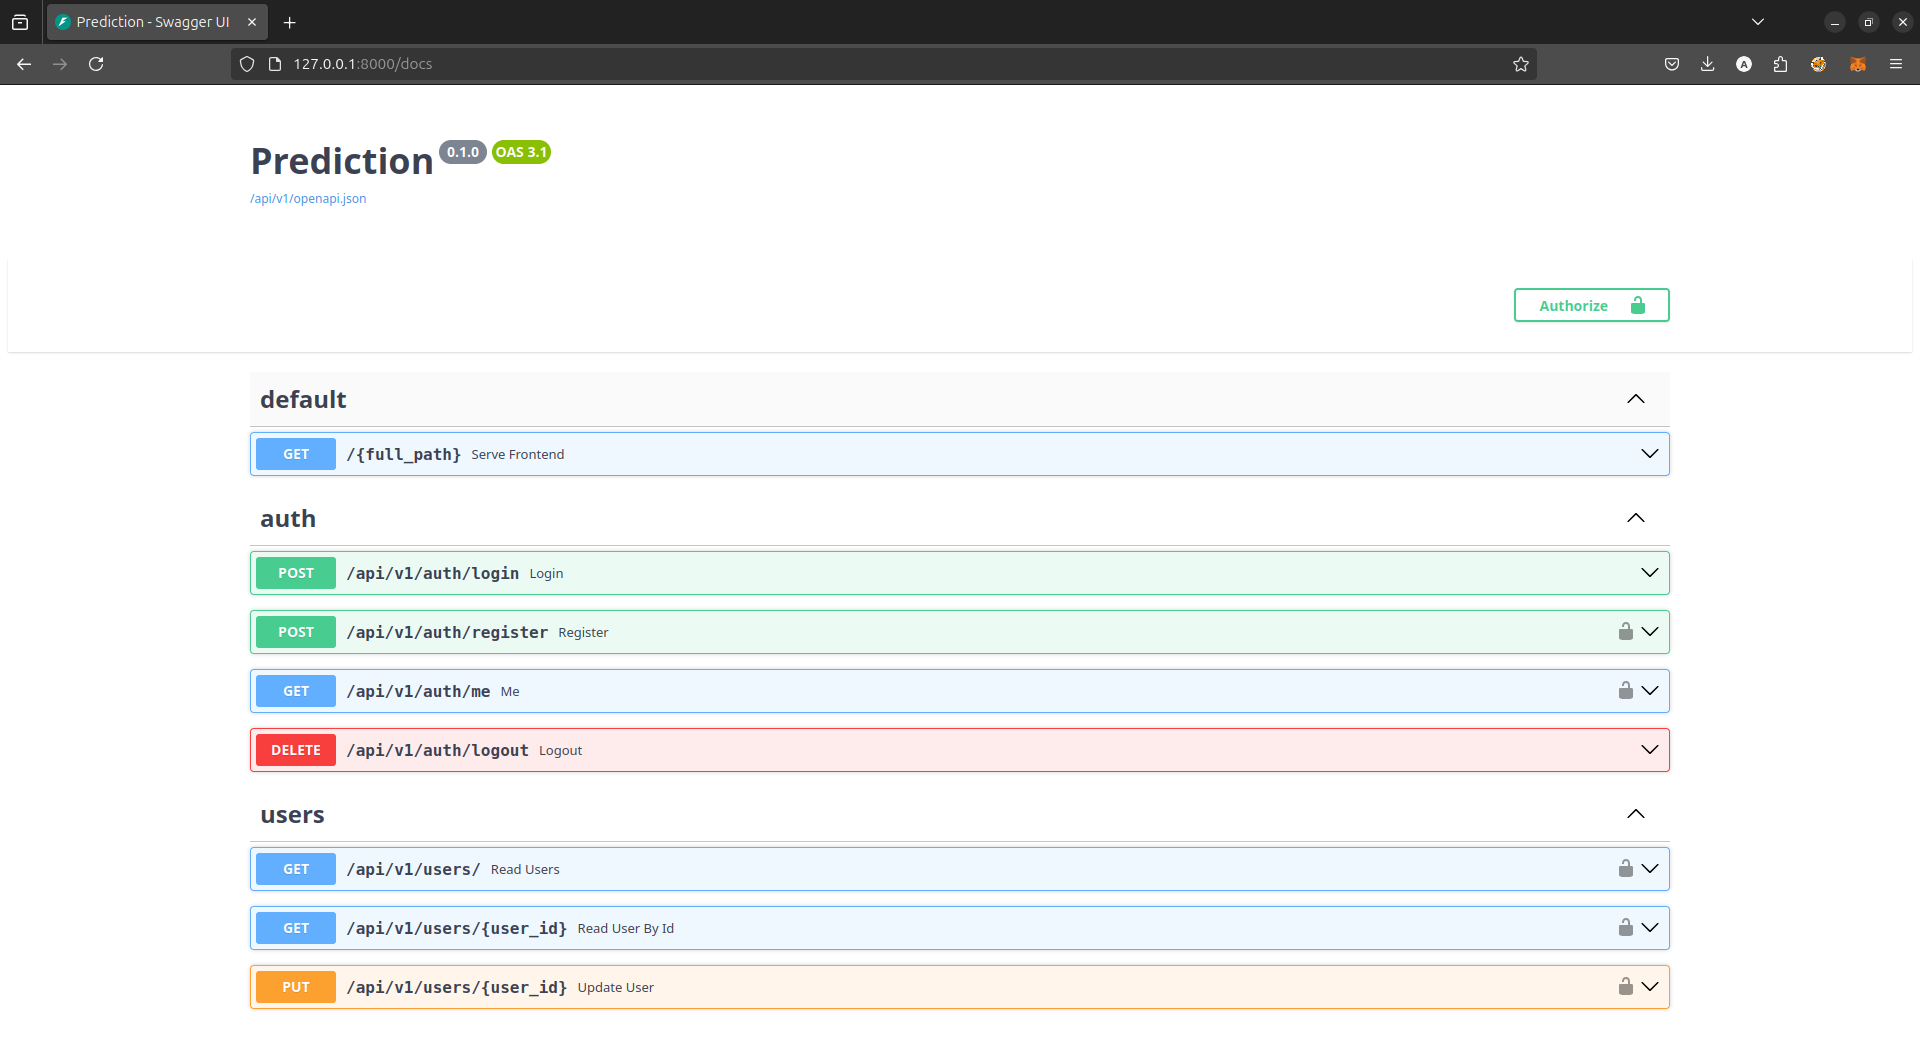 Prediction - Swagger UI
127.0.0.1:8000/docs
Prediction 0.1.0 OAS 3.1
/api/v1/openapi.json
Authorize
default
GET /{full_path} Serve Frontend
auth
POST /api/v1/auth/login Login
POST /api/v1/auth/register Register
GET /api/v1/auth/me Me
DELETE /api/v1/auth/logout Logout
users
GET /api/v1/users/ Read Users
GET /api/v1/users/{user_id} Read User By Id
PUT /api/v1/users/{user_id} Update User